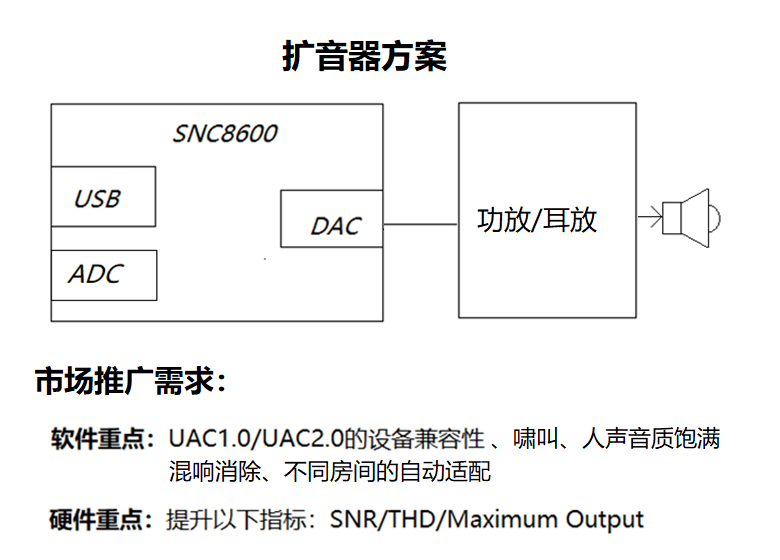 扩音器方案
SNC8600
USB
DAC
功放/耳放
ADC
市场推广需求：
软件重点：UAC1.0/UAC2.0的设备兼容性 、啸叫、人声音质饱满
混响消除、不同房间的自动适配
硬件重点：提升以下指标：SNR/THD/Maximum Output